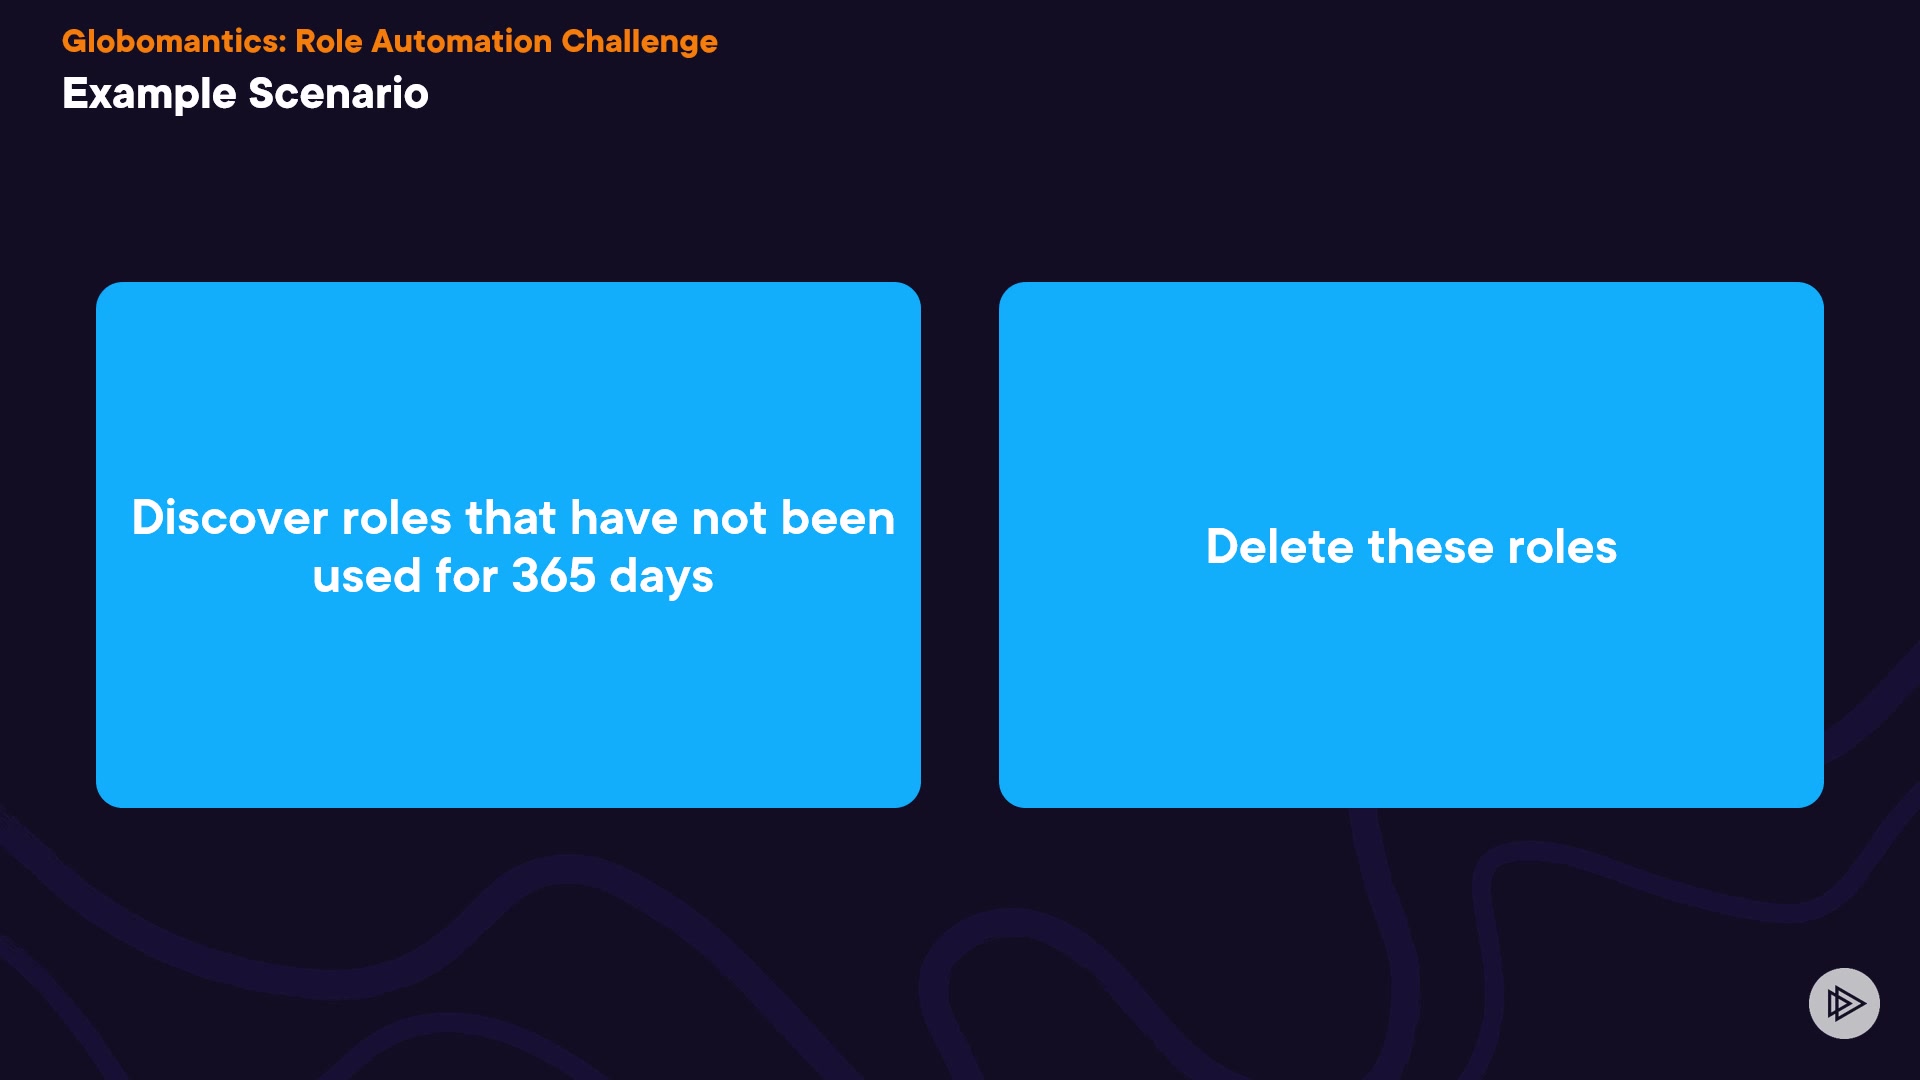 Globomantics: Role Automation Challenge
Example Scenario
Discover roles that have not been
used for 365 days
Delete these roles